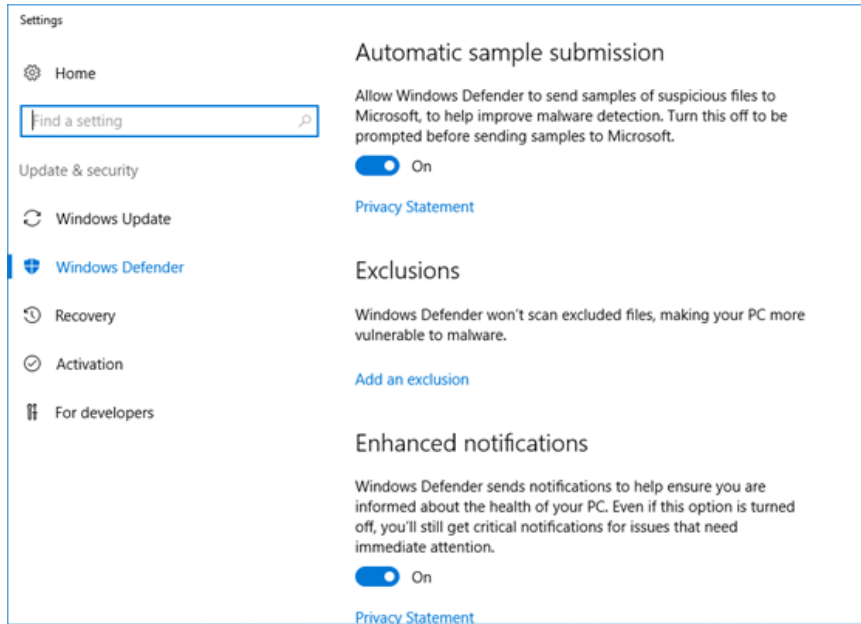 Settings
Home
Find a setting
Update & security
Windows Update
Windows Defender
Recovery
Activation
For developers
Automatic sample submission
Allow Windows Defender to send samples of suspicious files to
Microsoft, to help improve malware detection. Turn this off to be
prompted before sending samples to Microsoft.
On
Privacy Statement
Exclusions
Windows Defender won't scan excluded files, making your PC more
vulnerable to malware.
Add an exclusion
Enhanced notifications
Windows Defender sends notifications to help ensure you are
informed about the health of your PC. Even if this option is turned
off, you'll still get critical notifications for issues that need
immediate attention.
On
Privacy Statement